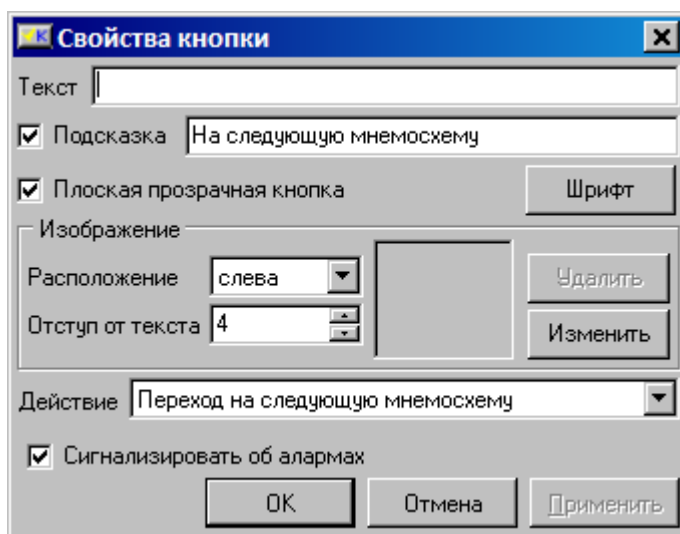 Свойства кнопки
Текст
Подсказка На следующую мнемосхему
Плоская прозрачная кнопка Шрифт
Изображение
Расположение слева Удалить
Отступ от текста 4 Изменить
Действие Переход на следующую мнемосхему
Сигнализировать об алармах
OK Отмена Применить